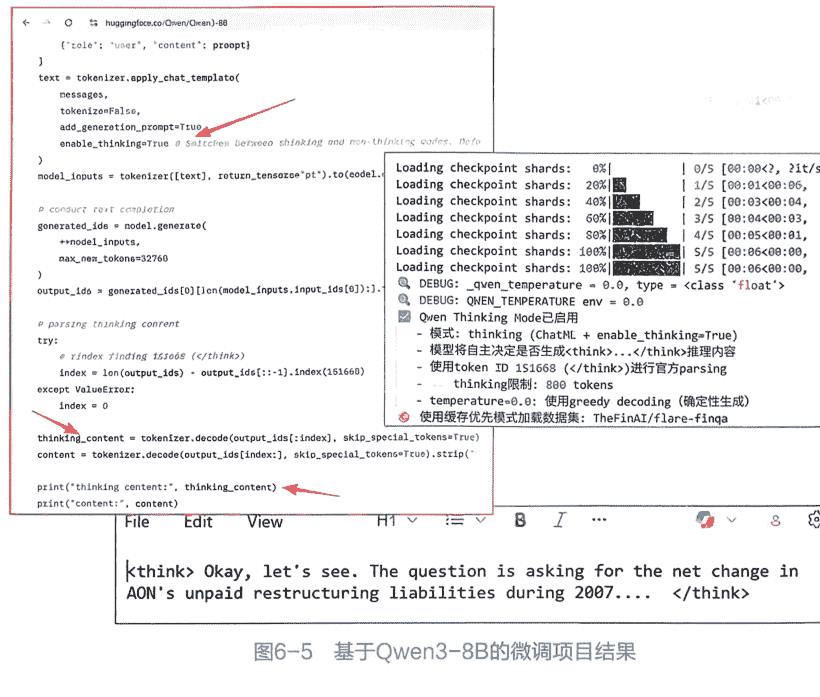 huggingface.co/Qwen/Qwen3-8B
{"role": "user", "content": proopt}
]
text = tokenizer.apply_chat_template(
messages,
tokenize=False,
add_generation_prompt=True
enable_thinking=True # Switches between thinking and non-thinking modes. Defa
)
model_inputs = tokenizer([text], return_tensors="pt").to(model.
# conduct text completion
generated_ids = model.generate(
**model_inputs,
max_new_tokens=32760
)
output_ids = generated_ids[0][len(model_inputs.input_ids[0]):].
# parsing thinking content
try:
# rindex finding 151668 (</think>)
index = len(output_ids) - output_ids[::-1].index(151668)
except ValueError:
index = 0
thinking_content = tokenizer.decode(output_ids[:index], skip_special_tokens=True)
content = tokenizer.decode(output_ids[index:], skip_special_tokens=True).strip("
print("thinking content:", thinking_content)
print("content:", content)
Loading checkpoint shards: 0%| | 0/5 [00:00<?, ?it/s
Loading checkpoint shards: 20%| | 1/5 [00:01<00:06,
Loading checkpoint shards: 40%| | 2/5 [00:03<00:04,
Loading checkpoint shards: 60%| | 3/5 [00:04<00:03,
Loading checkpoint shards: 80%| | 4/5 [00:05<00:01,
Loading checkpoint shards: 100%| | 5/5 [00:06<00:00,
Loading checkpoint shards: 100%| | 5/5 [00:06<00:00,
DEBUG: _qwen_temperature = 0.0, type = <class 'float'>
DEBUG: QWEN_TEMPERATURE env = 0.0
Qwen Thinking Mode已启用
- 模式: thinking (ChatML + enable_thinking=True)
- 模型将自主决定是否生成<think>...</think>推理内容
- 使用token ID 151668 (</think>)进行官方parsing
- thinking限制: 800 tokens
- temperature=0.0: 使用greedy decoding (确定性生成)
使用缓存优先模式加载数据集: TheFinAI/flare-finqa
File Edit View H1 B I ...
<think> Okay, let's see. The question is asking for the net change in
AON's unpaid restructuring liabilities during 2007.... </think>
图6-5 基于Qwen3-8B的微调项目结果